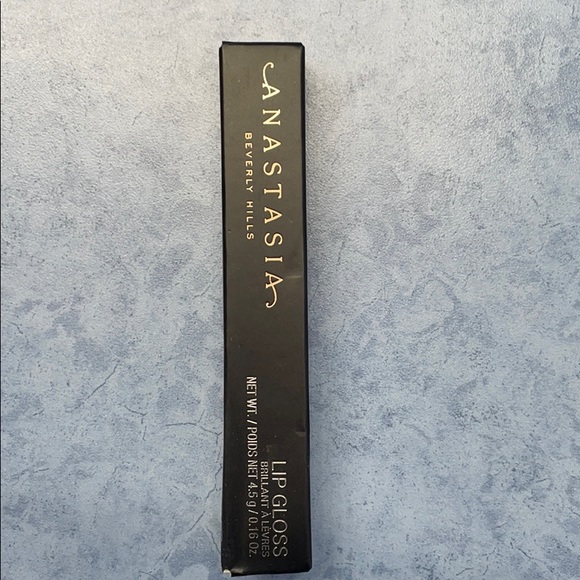 ANASTASIA
BEVERLY HILLS
LIP GLOSS
BRILLANT À LÈVRES
NET WT. / POIDS NET 4.5 g / 0.16 Oz.